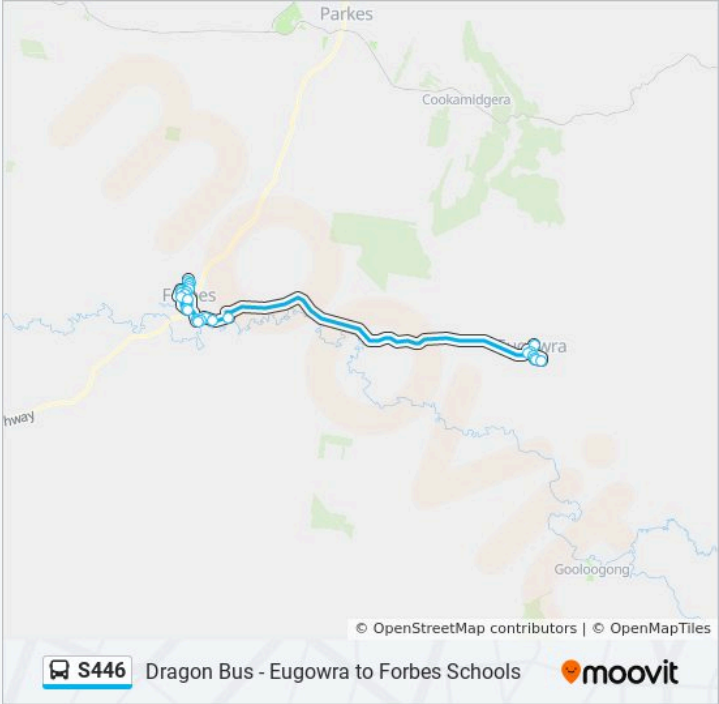 Parkes
Cookamidgera
Forbes
Eugowra
hway
Gooloogong
© OpenStreetMap contributors | © OpenMapTiles
S446 Dragon Bus - Eugowra to Forbes Schools moovit